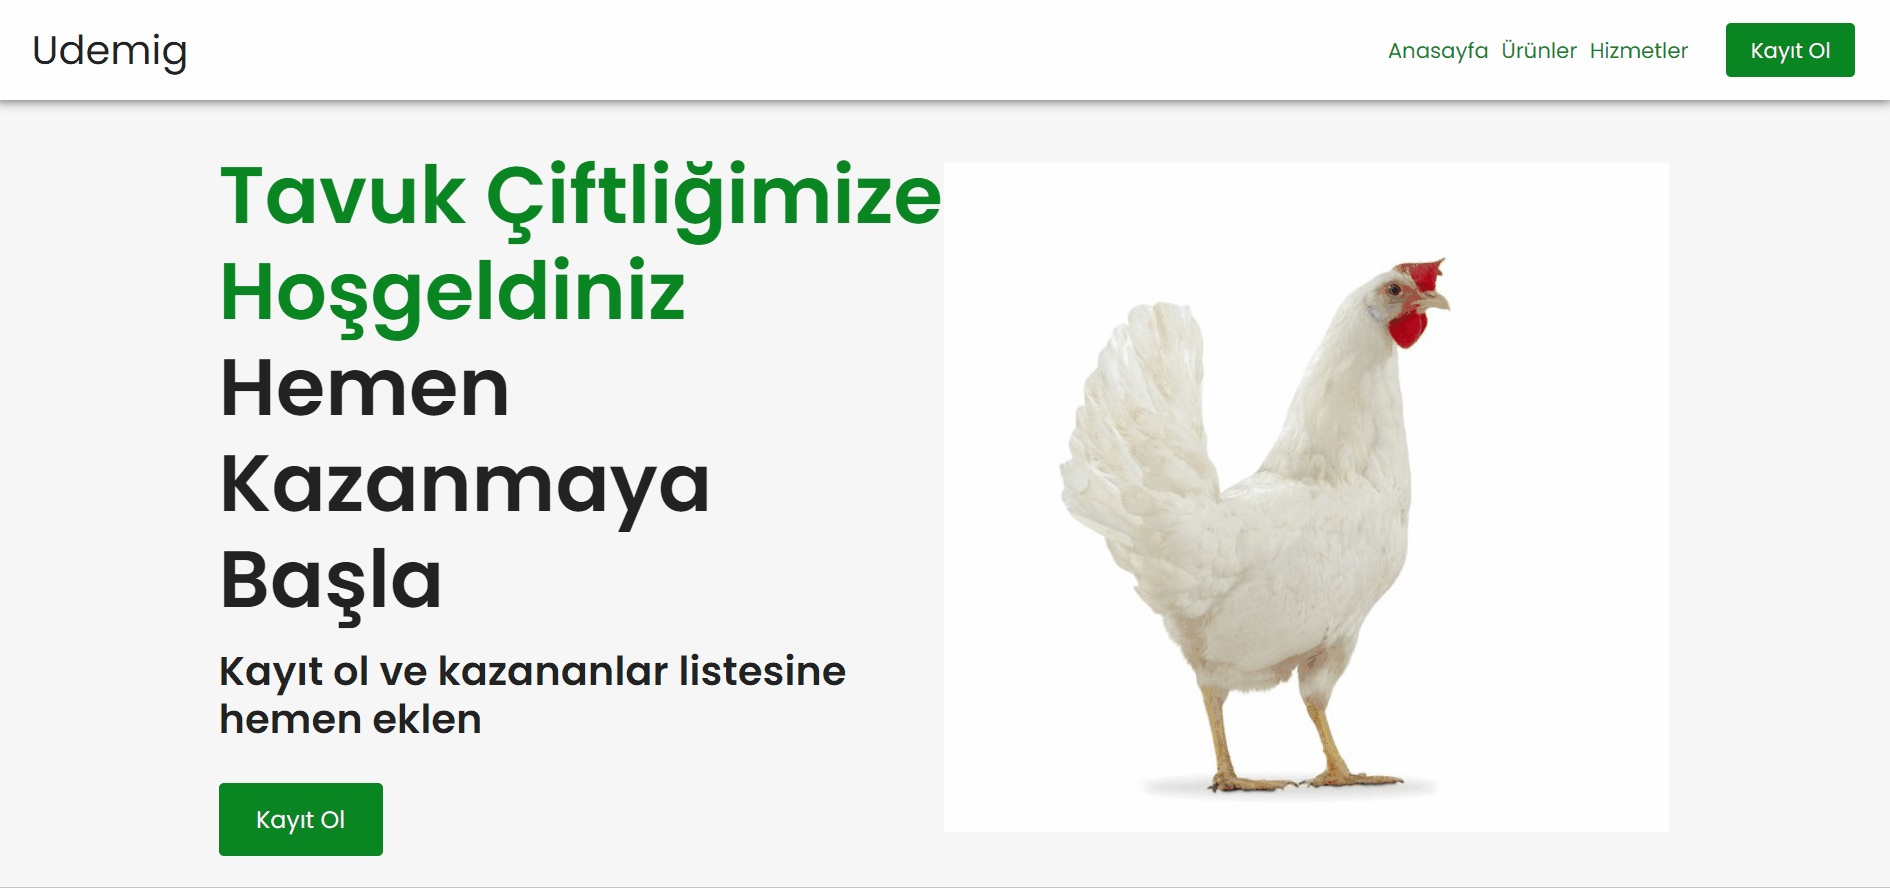 Udemig
Anasayfa Ürünler Hizmetler Kayıt Ol
Tavuk Çiftliğimize
Hoşgeldiniz
Hemen
Kazanmaya
Başla
Kayıt ol ve kazananlar listesine
hemen eklen
Kayıt Ol